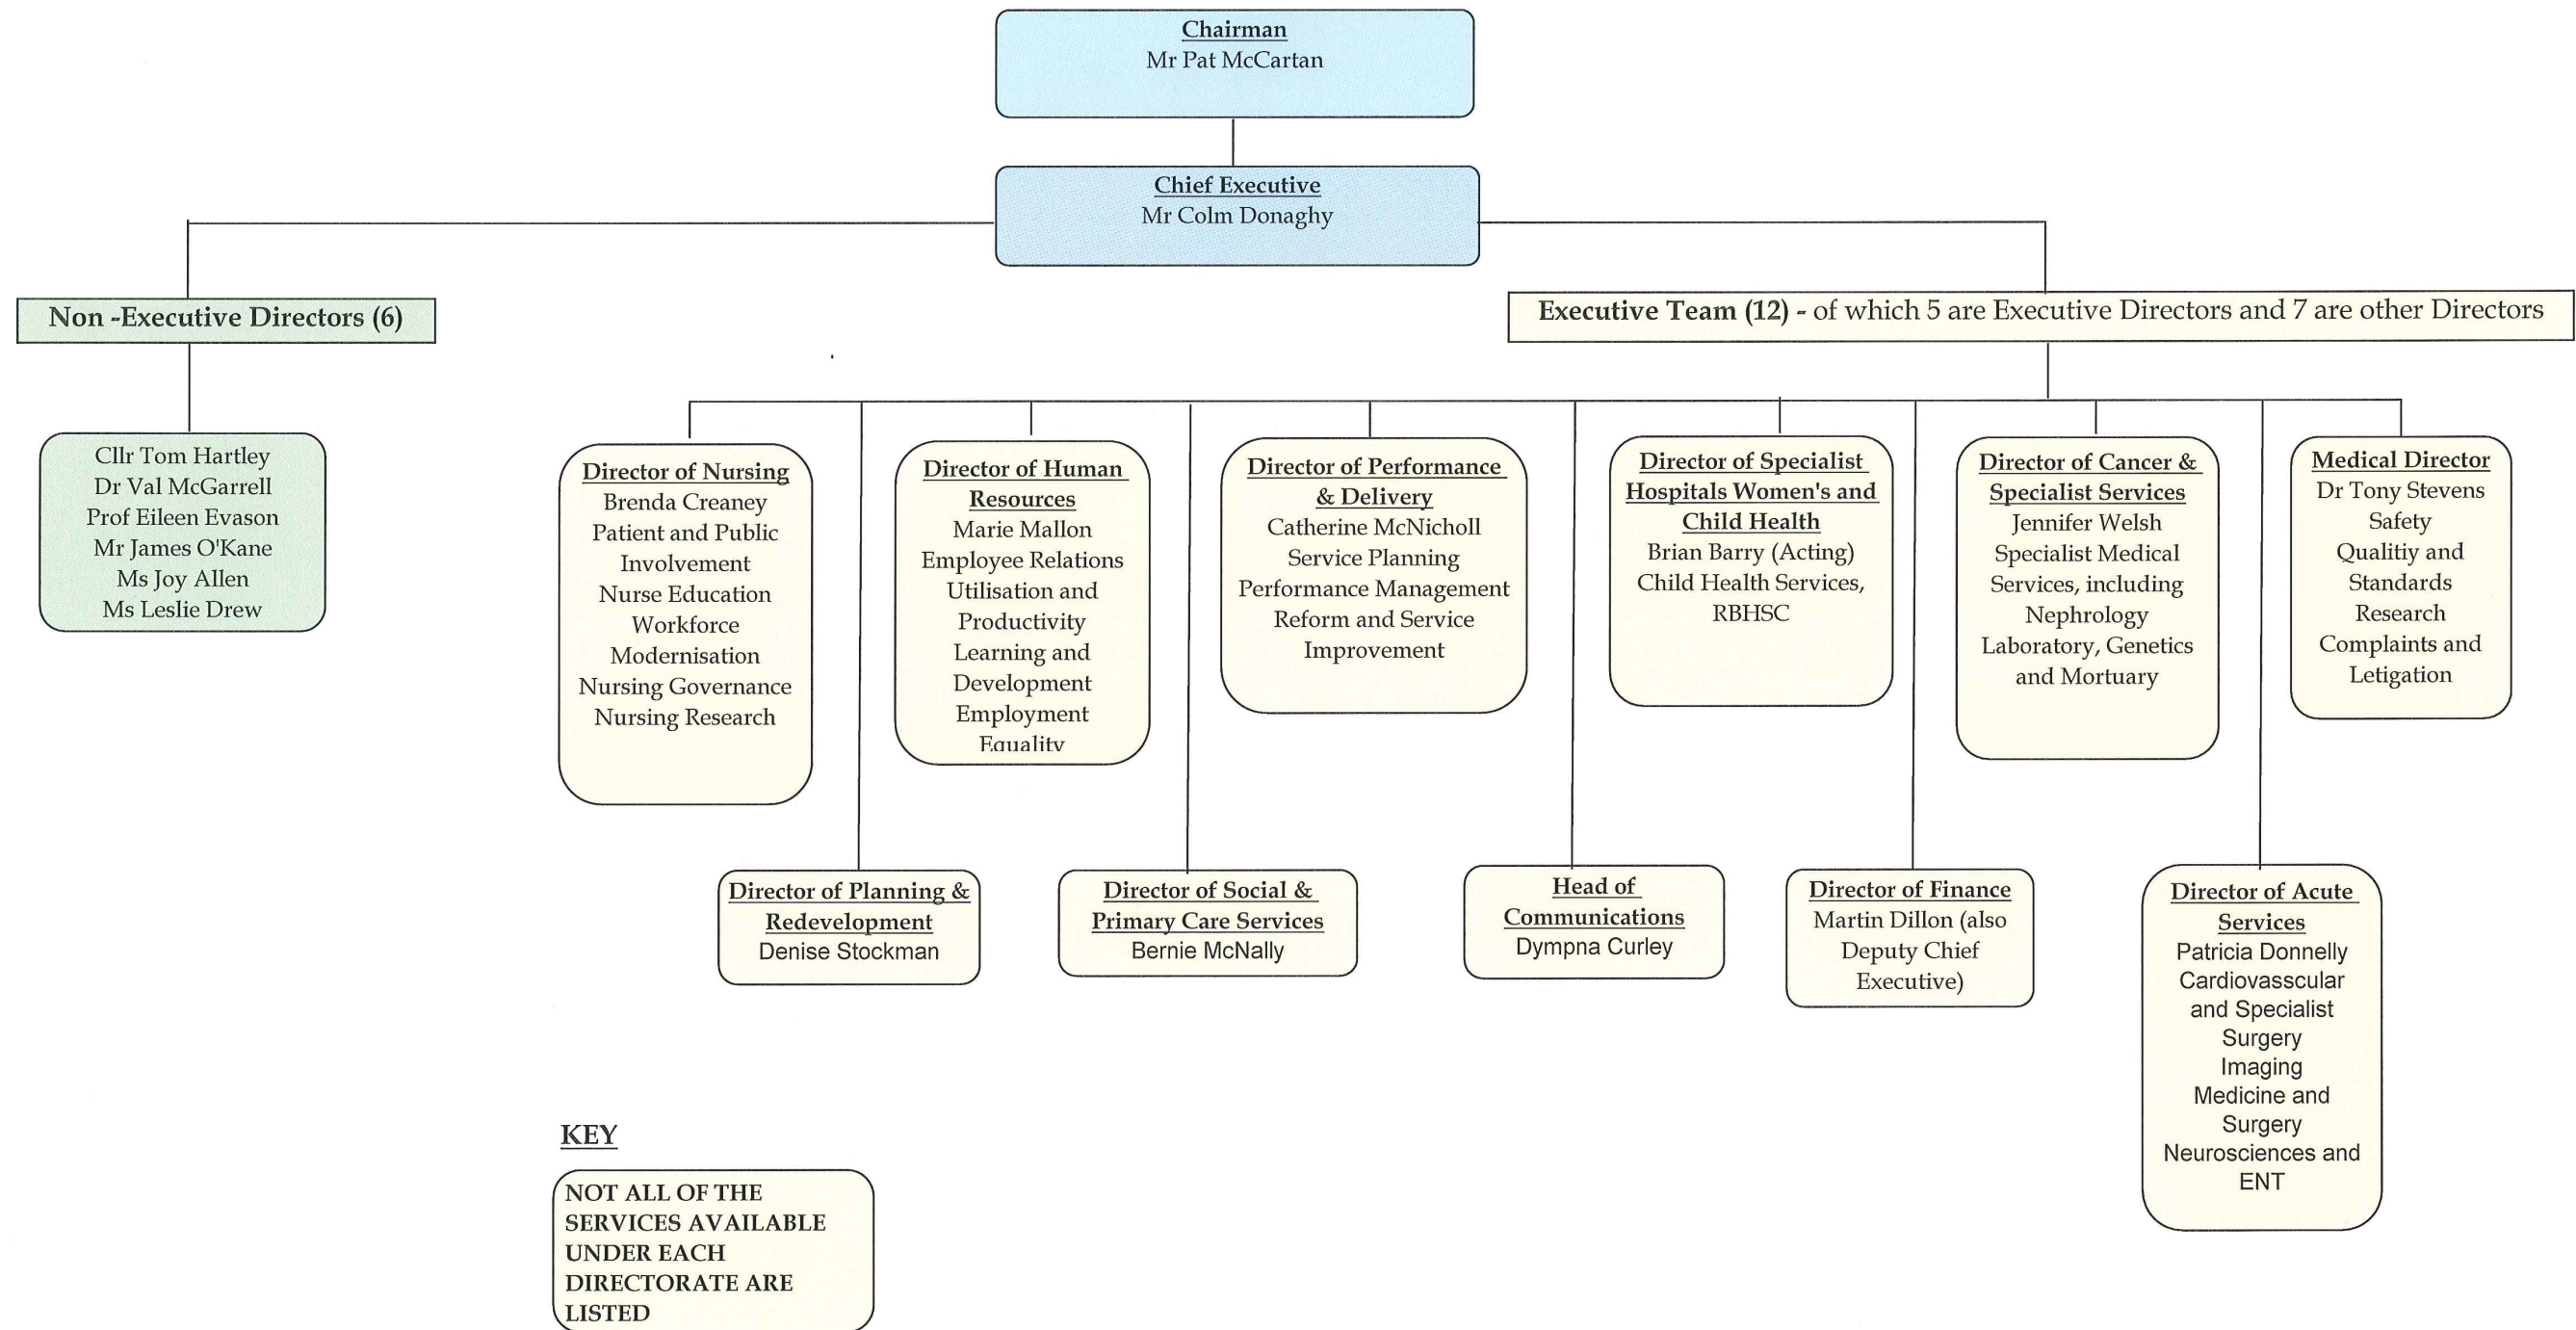 Chairman
Mr Pat McCartan
Chief Executive
Mr Colm Donaghy
Non -Executive Directors (6)
Executive Team (12) - of which 5 are Executive Directors and 7 are other Directors
Cllr Tom Hartley
Dr Val McGarrell
Prof Eileen Evason
Mr James O'Kane
Ms Joy Allen
Ms Leslie Drew
Director of Nursing
Brenda Creaney
Patient and Public
Involvement
Nurse Education
Workforce
Modernisation
Nursing Governance
Nursing Research
Director of Human
Resources
Marie Mallon
Employee Relations
Utilisation and
Productivity
Learning and
Development
Employment
Equality
Director of Performance
& Delivery
Catherine McNicholl
Service Planning
Performance Management
Reform and Service
Improvement
Director of Specialist
Hospitals Women's and
Child Health
Brian Barry (Acting)
Child Health Services,
RBHSC
Director of Cancer &
Specialist Services
Jennifer Welsh
Specialist Medical
Services, including
Nephrology
Laboratory, Genetics
and Mortuary
Medical Director
Dr Tony Stevens
Safety
Qualitiy and
Standards
Research
Complaints and
Letigation
Director of Planning &
Redevelopment
Denise Stockman
Director of Social &
Primary Care Services
Bernie McNally
Head of
Communications
Dympna Curley
Director of Finance
Martin Dillon (also
Deputy Chief
Executive)
Director of Acute
Services
Patricia Donnelly
Cardiovasscular
and Specialist
Surgery
Imaging
Medicine and
Surgery
Neurosciences and
ENT
KEY
NOT ALL OF THE
SERVICES AVAILABLE
UNDER EACH
DIRECTORATE ARE
LISTED